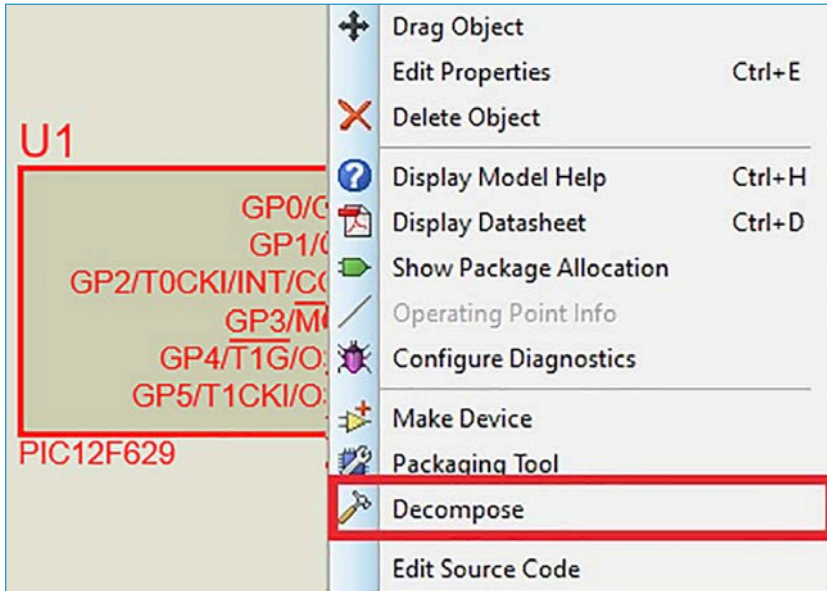 U1
GP0/
GP1/
GP2/T0CKI/INT/
GP3/
GP4/T1G/
GP5/T1CKI/
PIC12F629
Drag Object
Edit Properties Ctrl+E
Delete Object
Display Model Help Ctrl+H
Display Datasheet Ctrl+D
Show Package Allocation
Operating Point Info
Configure Diagnostics
Make Device
Packaging Tool
Decompose
Edit Source Code